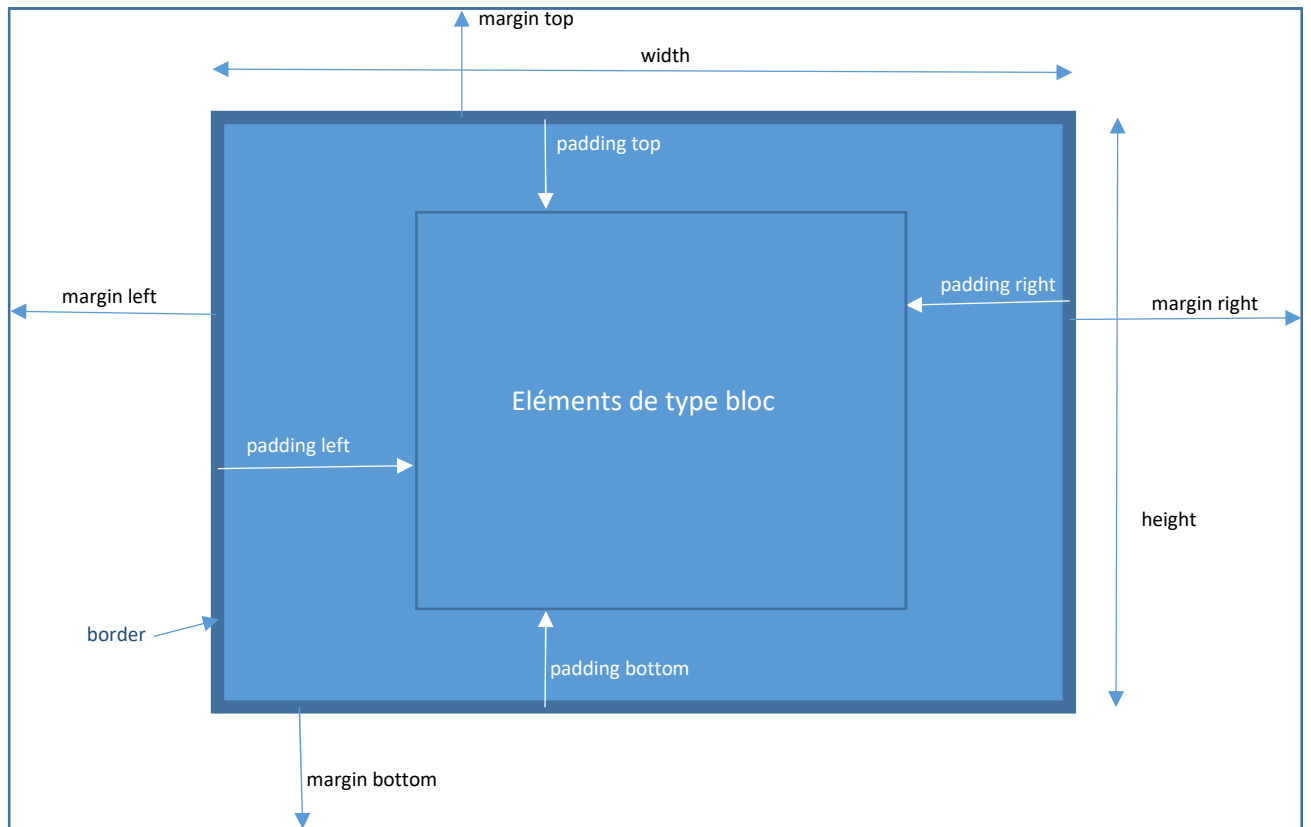 margin top
width
padding top
margin left
padding right
margin right
Eléments de type bloc
padding left
height
border
padding bottom
margin bottom